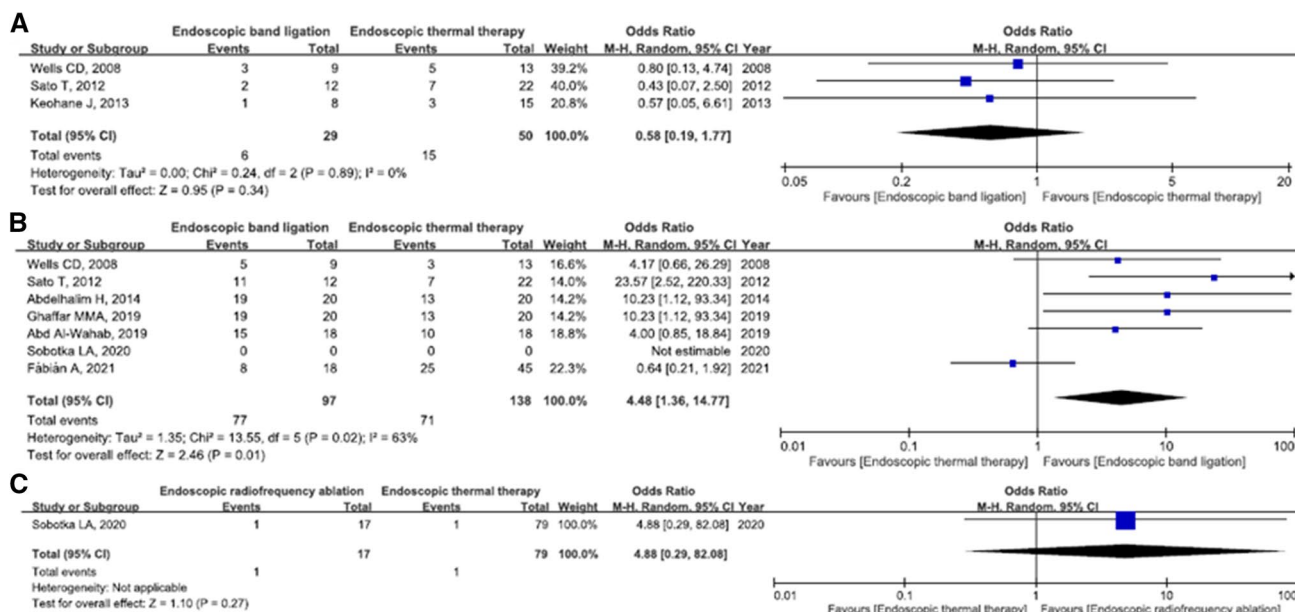 A
Endoscopic band ligation Endoscopic thermal therapy Odds Ratio Odds Ratio
Study or Subgroup Events Total Events Total Weight M-H, Random, 95% CI Year M-H, Random, 95% CI
Wells CD, 2008 3 9 5 13 39.2% 0.80 [0.13, 4.74] 2008
Sato T, 2012 2 12 7 22 40.0% 0.43 [0.07, 2.50] 2012
Keohane J, 2013 1 8 3 15 20.8% 0.57 [0.05, 6.61] 2013
Total (95% CI) 29 50 100.0% 0.58 [0.19, 1.77]
Total events 6 15
Heterogeneity: Tau² = 0.00; Chi² = 0.24, df = 2 (P = 0.89); I² = 0%
Test for overall effect: Z = 0.95 (P = 0.34)
0.05 0.2 1 5 20
Favours [Endoscopic band ligation] Favours [Endoscopic thermal therapy]
B
Endoscopic band ligation Endoscopic thermal therapy Odds Ratio Odds Ratio
Study or Subgroup Events Total Events Total Weight M-H, Random, 95% CI Year M-H, Random, 95% CI
Wells CD, 2008 5 9 3 13 16.6% 4.17 [0.66, 26.29] 2008
Sato T, 2012 11 12 7 22 14.0% 23.57 [2.52, 220.33] 2012
Abdelhalim H, 2014 19 20 13 20 14.2% 10.23 [1.12, 93.34] 2014
Ghaffar MMA, 2019 19 20 13 20 14.2% 10.23 [1.12, 93.34] 2019
Abd Al-Wahab, 2019 15 18 10 18 18.8% 4.00 [0.85, 18.84] 2019
Sobotka LA, 2020 0 0 0 0 Not estimable 2020
Fábián A, 2021 8 18 25 45 22.3% 0.64 [0.21, 1.92] 2021
Total (95% CI) 97 138 100.0% 4.48 [1.36, 14.77]
Total events 77 71
Heterogeneity: Tau² = 1.35; Chi² = 13.55, df = 5 (P = 0.02); I² = 63%
Test for overall effect: Z = 2.46 (P = 0.01)
0.01 0.1 1 10 100
Favours [Endoscopic thermal therapy] Favours [Endoscopic band ligation]
C
Endoscopic radiofrequency ablation Endoscopic thermal therapy Odds Ratio Odds Ratio
Study or Subgroup Events Total Events Total Weight M-H, Random, 95% CI Year M-H, Random, 95% CI
Sobotka LA, 2020 1 17 1 79 100.0% 4.88 [0.29, 82.08] 2020
Total (95% CI) 17 79 100.0% 4.88 [0.29, 82.08]
Total events 1 1
Heterogeneity: Not applicable
Test for overall effect: Z = 1.10 (P = 0.27)
0.01 0.1 1 10 100
Favours [Endoscopic thermal therapy] Favours [Endoscopic radiofrequency ablation]